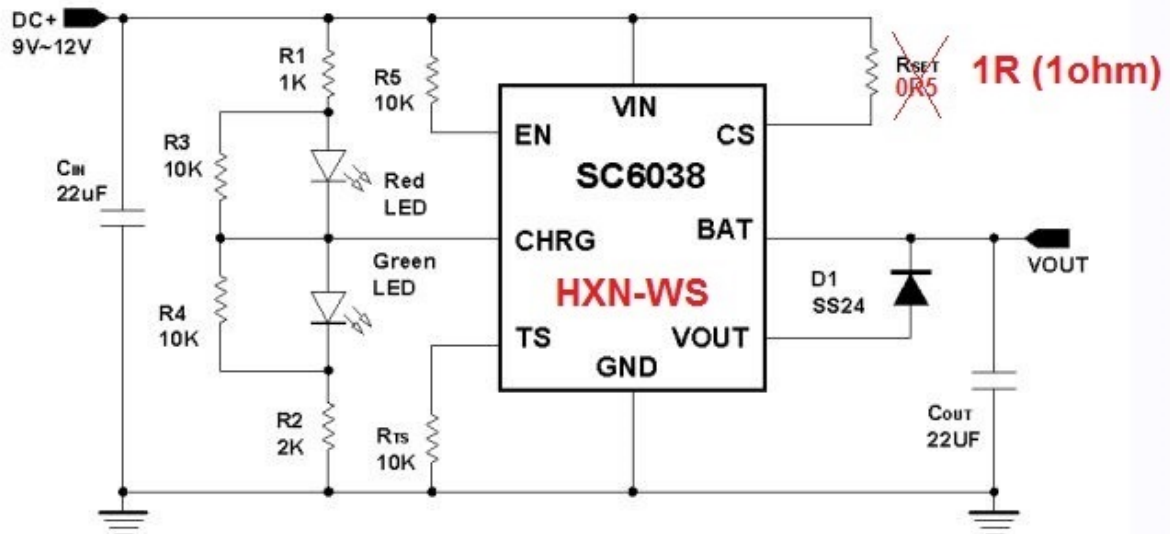 DC+
9V~12V
CIN
22uF
R1
1K
R3
10K
Red
LED
Green
LED
R4
10K
R2
2K
R5
10K
RTS
10K
VIN
EN
CS
SC6038
CHRG
BAT
HXN-WS
TS
VOUT
GND
RSET
0R5
1R (1ohm)
VOUT
D1
SS24
COUT
22UF